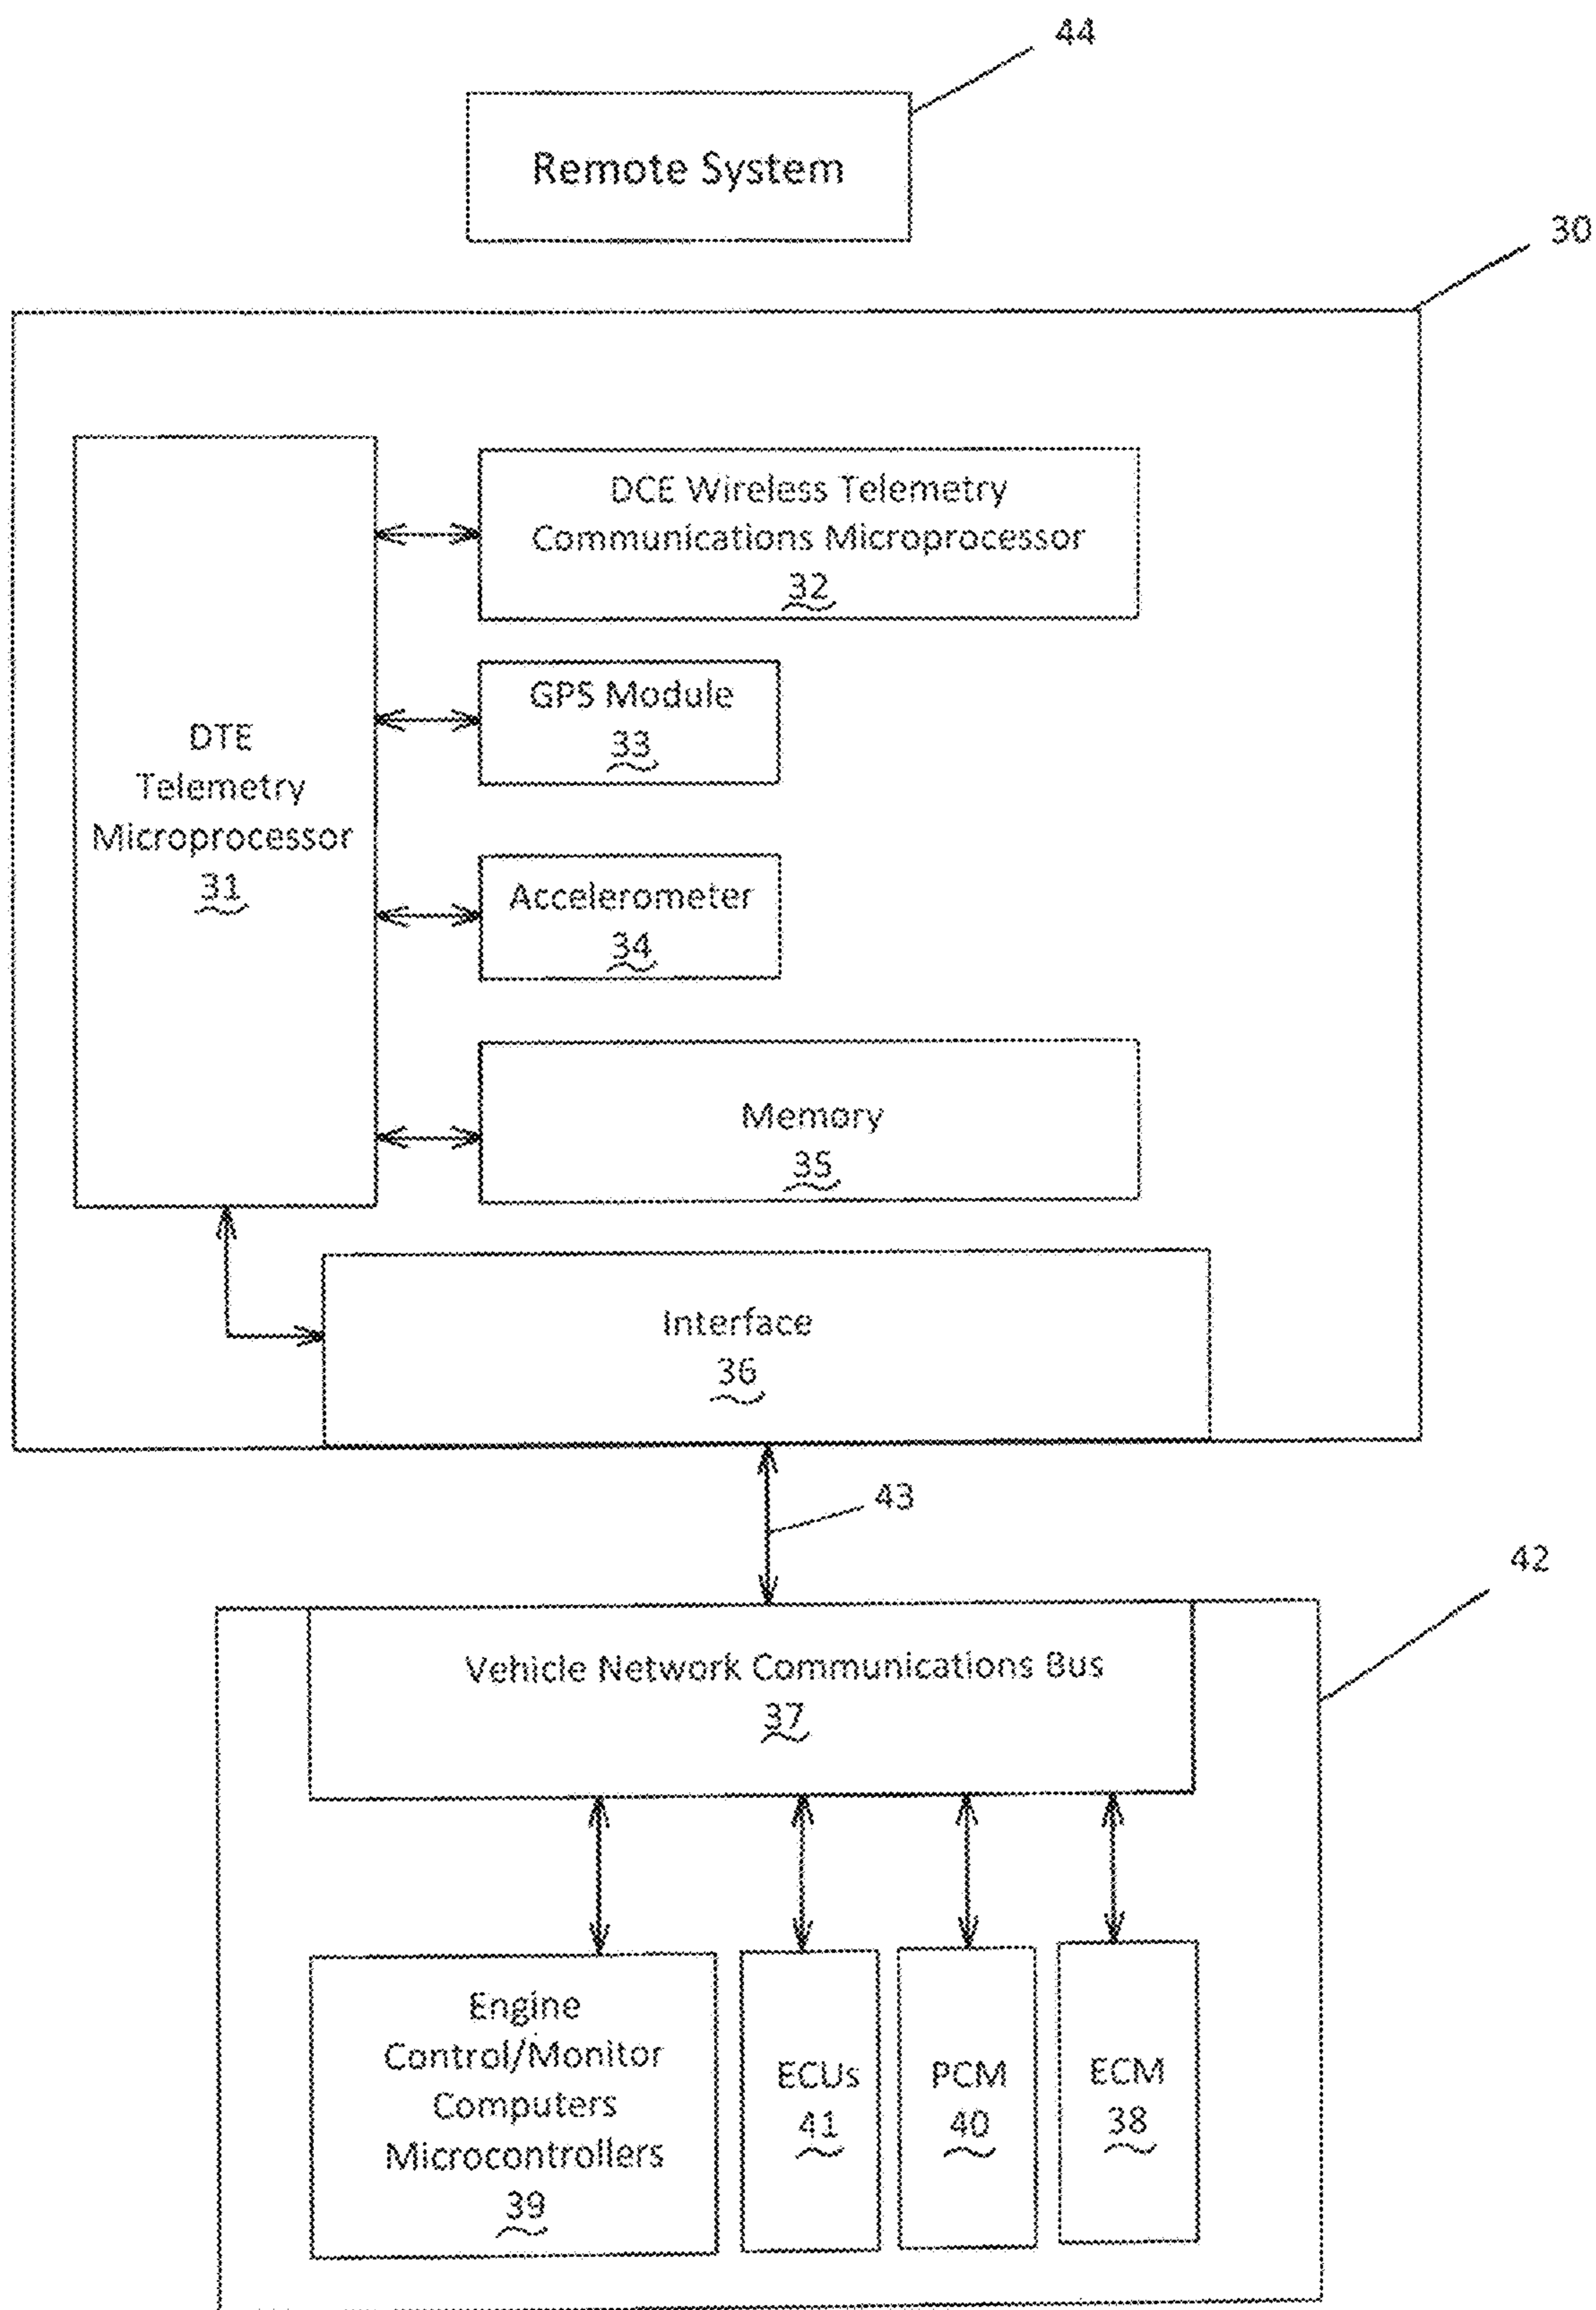 44
Remote System
30
DCE Wireless Telemetry
Communications Microprocessor
32
GPS Module
33
DTE
Telemetry
Microprocessor
31
Accelerometer
34
Memory
35
Interface
36
43
42
Vehicle Network Communications Bus
37
Engine
Control/Monitor
Computers
Microcontrollers
39
ECUs
41
PCM
40
ECM
38